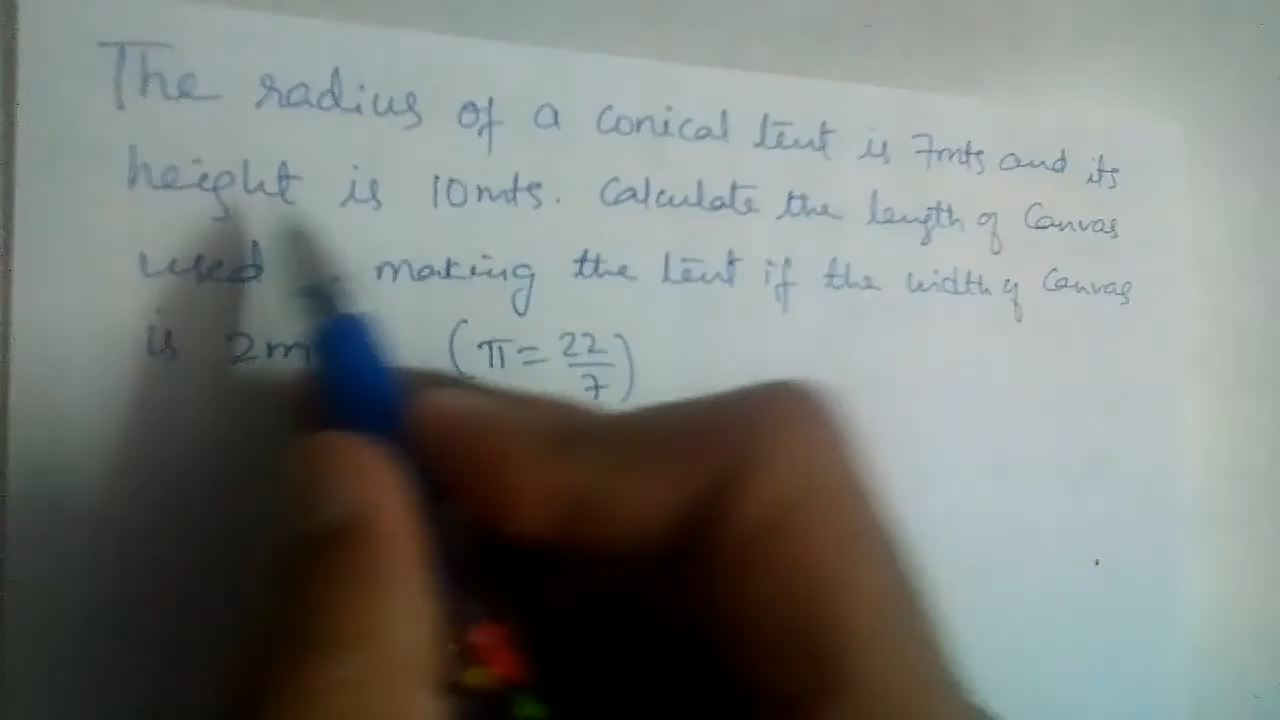 The radius of a conical tent is 7mts and its
height is 10mts. Calculate the length of Canvas
used making the tent if the width of Canvas
is 2m (π = 22/7)